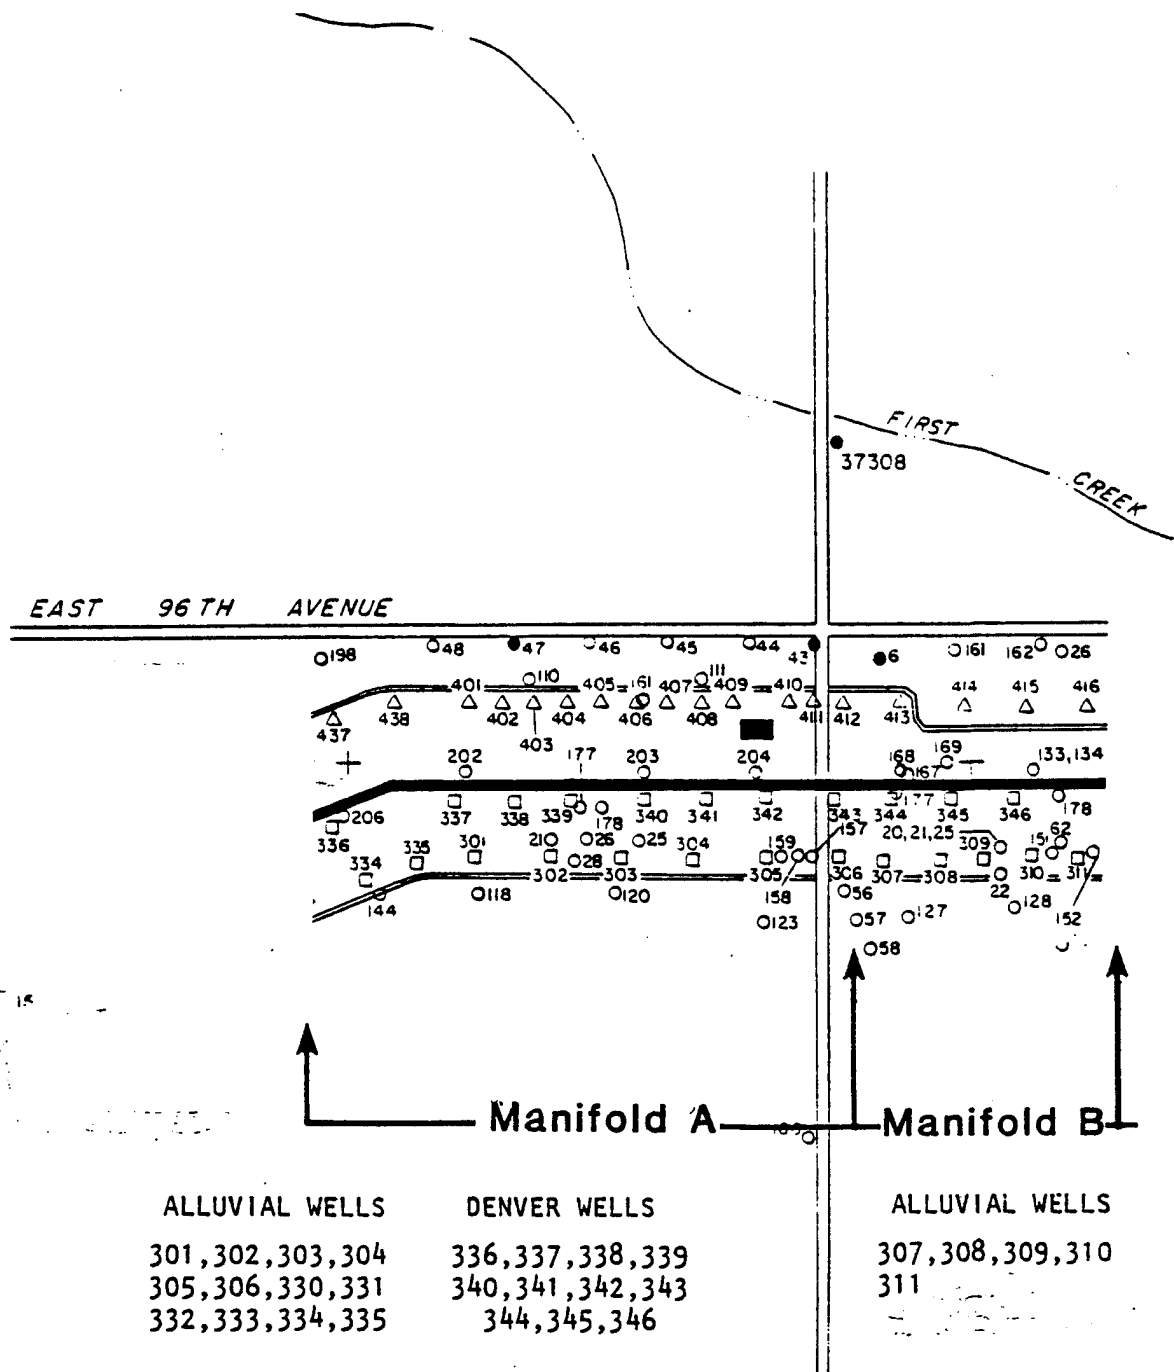 FIRST
CREEK
37308
EAST 96TH AVENUE
198 48 47 46 45 44 43 6 161 162 26
110 111
401 405 161 407 409 410 414 415 416
437 438 402 403 404 406 408 411 412 413
202 177 203 204 168 167 169 133,134
206 177 178
336 337 338 339 178 340 341 342 343 344 345 346
157
334 335 301 210 26 28 25 304 159 20,21,25 309 151 62
302 303 305 306 307 308 310 311
158 22
144 118 120 123 56 57 58 127 128 152
15
Manifold A Manifold B
ALLUVIAL WELLS DENVER WELLS ALLUVIAL WELLS
301,302,303,304 336,337,338,339 307,308,309,310
305,306,330,331 340,341,342,343 311
332,333,334,335 344,345,346